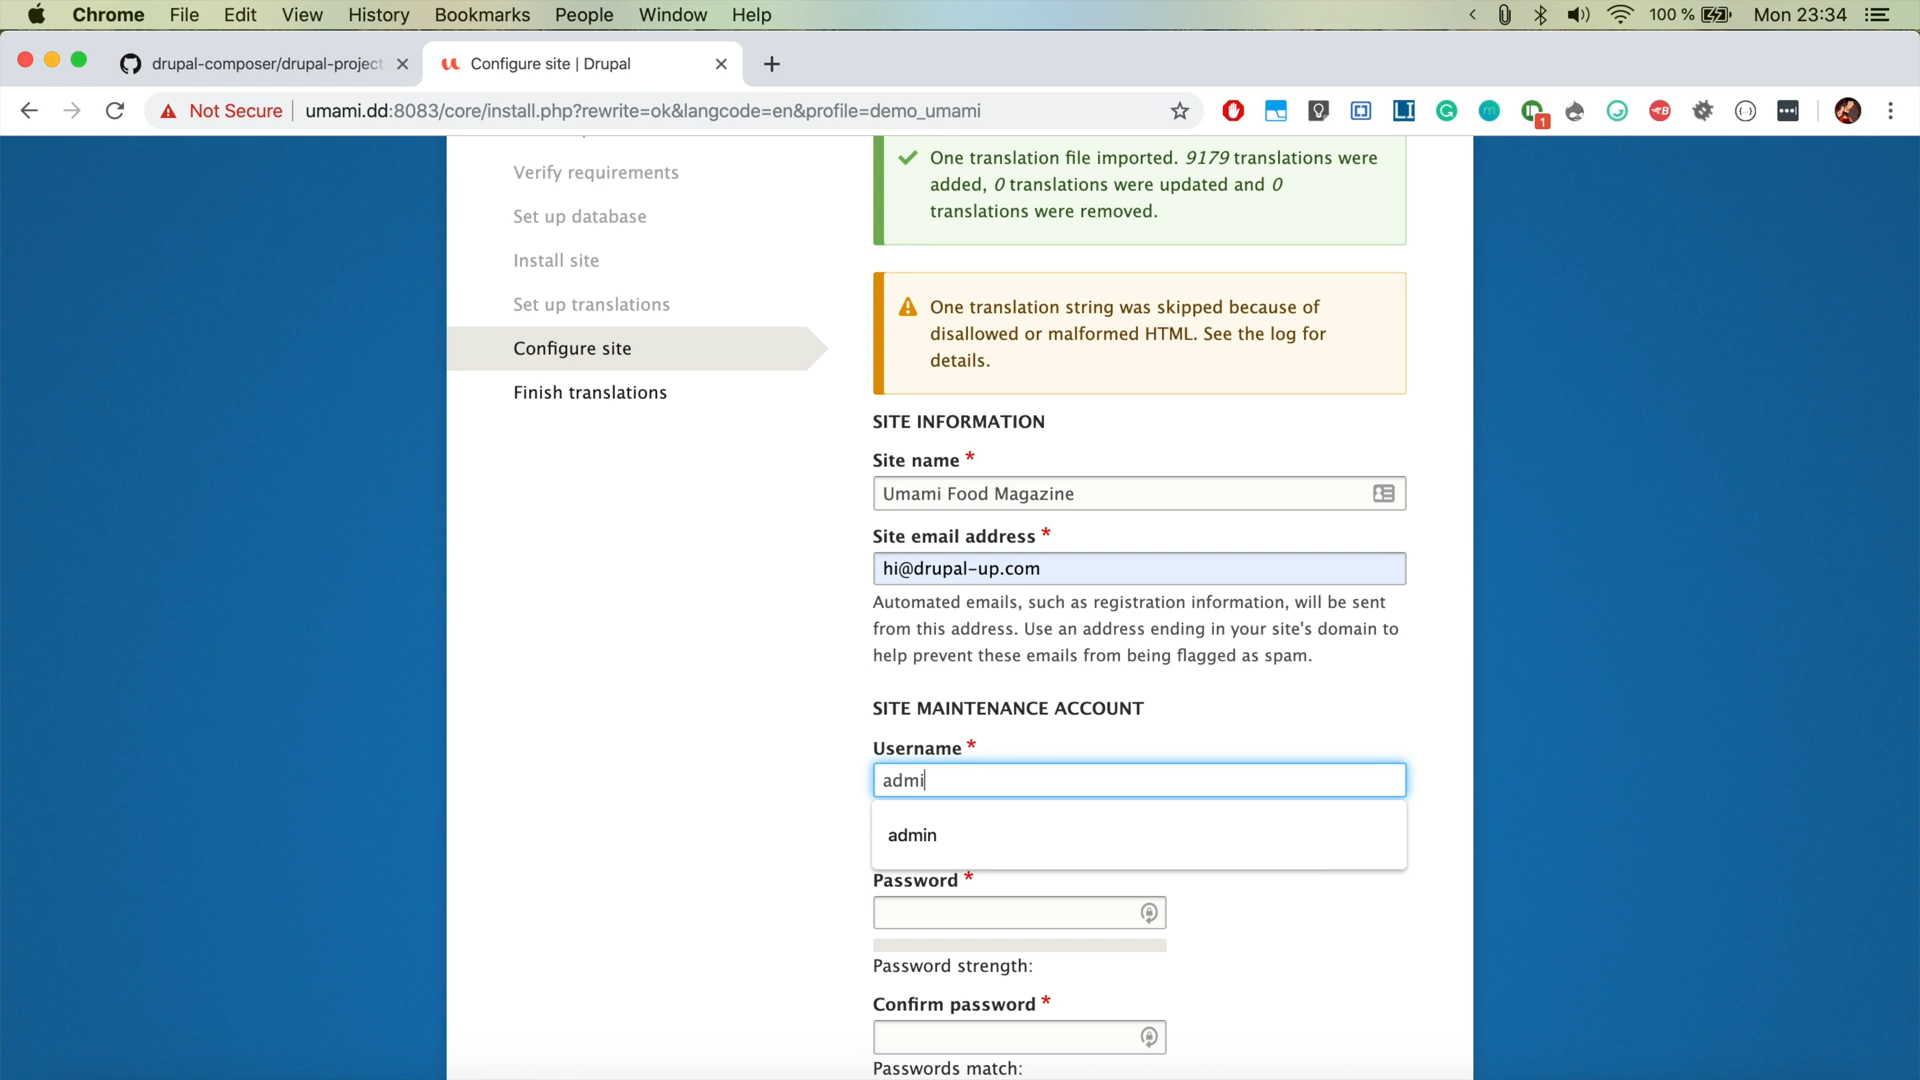 Chrome File Edit View History Bookmarks People Window Help 100 % Mon 23:34
drupal-composer/drupal-project Configure site | Drupal
Not Secure umami.dd:8083/core/install.php?rewrite=ok&langcode=en&profile=demo_umami
1
Verify requirements
Set up database
Install site
Set up translations
Configure site
Finish translations
One translation file imported. 9179 translations were
added, 0 translations were updated and 0
translations were removed.
One translation string was skipped because of
disallowed or malformed HTML. See the log for
details.
SITE INFORMATION
Site name *
Umami Food Magazine
Site email address *
hi@drupal-up.com
Automated emails, such as registration information, will be sent
from this address. Use an address ending in your site's domain to
help prevent these emails from being flagged as spam.
SITE MAINTENANCE ACCOUNT
Username *
admi
admin
Password *
Password strength:
Confirm password *
Passwords match: